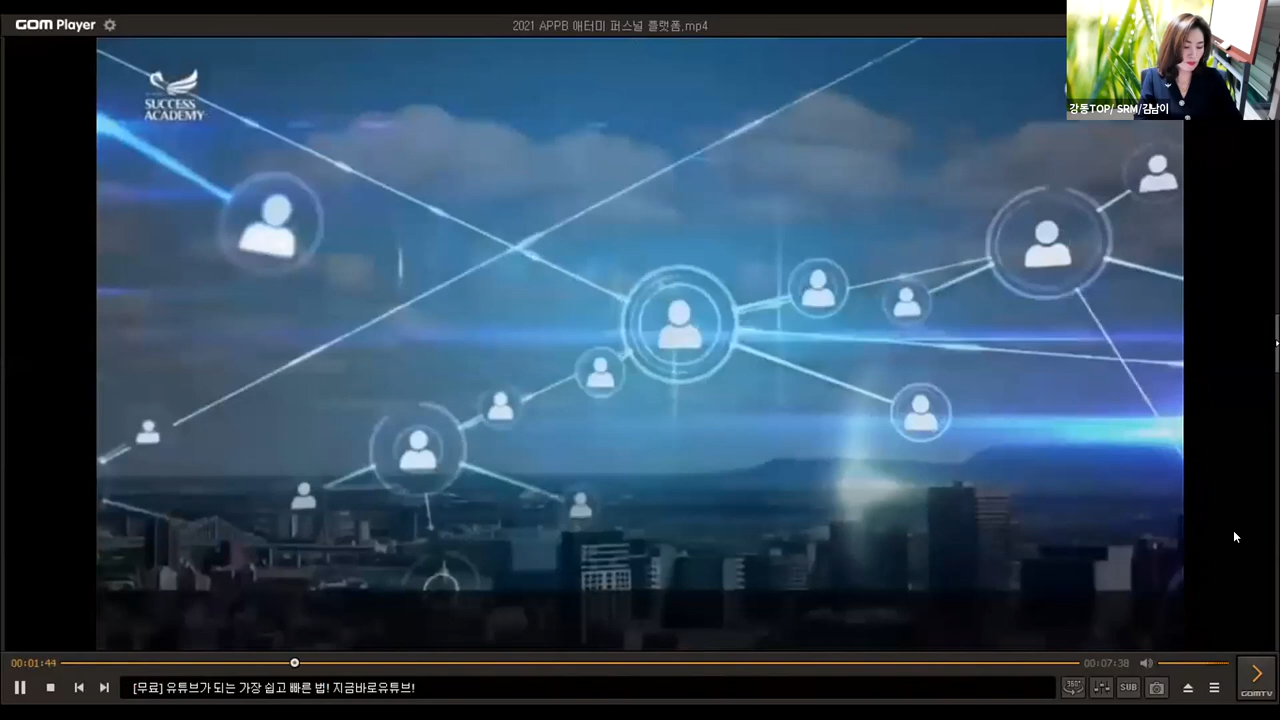 GOM Player
2021 APPB 애터미 퍼스널 플랫폼.mp4
강동TOP/ SRM/김남이
SUCCESS
ACADEMY
00:01:44
00:07:38
[무료] 유튜브가 되는 가장 쉽고 빠른 법! 지금바로유튜브!
360°
SUB
GOMTV